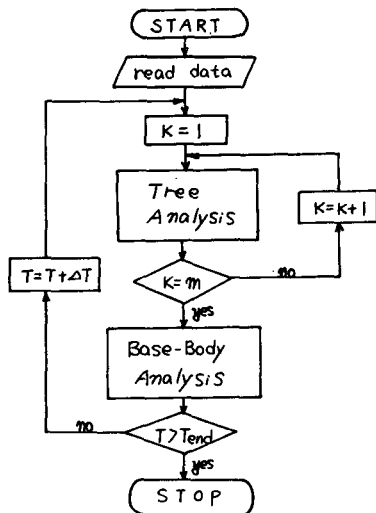 START
read data
K=1
Tree
Analysis
K=K+1
T=T+ΔT
K=m
no
yes
Base-Body
Analysis
no
T>Tend
yes
STOP